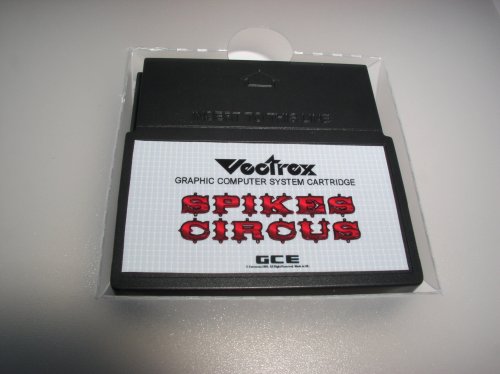 INSERT TO THIS LINE
Vectrex
GRAPHIC COMPUTER SYSTEM CARTRIDGE
SPIKES
CIRCUS
GCE